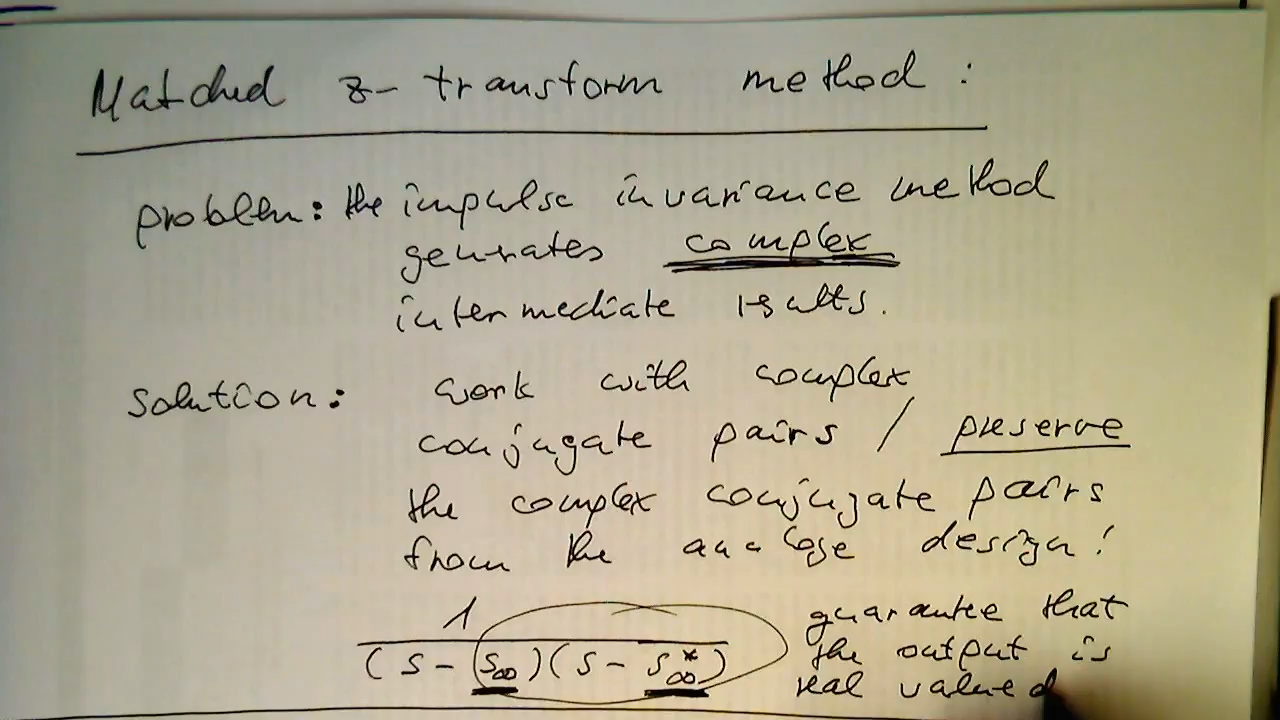 Matched z-transform method:
problem: the impulse invariance method
generates complex
intermediate results.
solution: work with complex
conjugate pairs / preserve
the complex conjugate pairs
from the analoge design!
1 guarantee that
(s - s∞)(s - s∞*) the output is
real valued